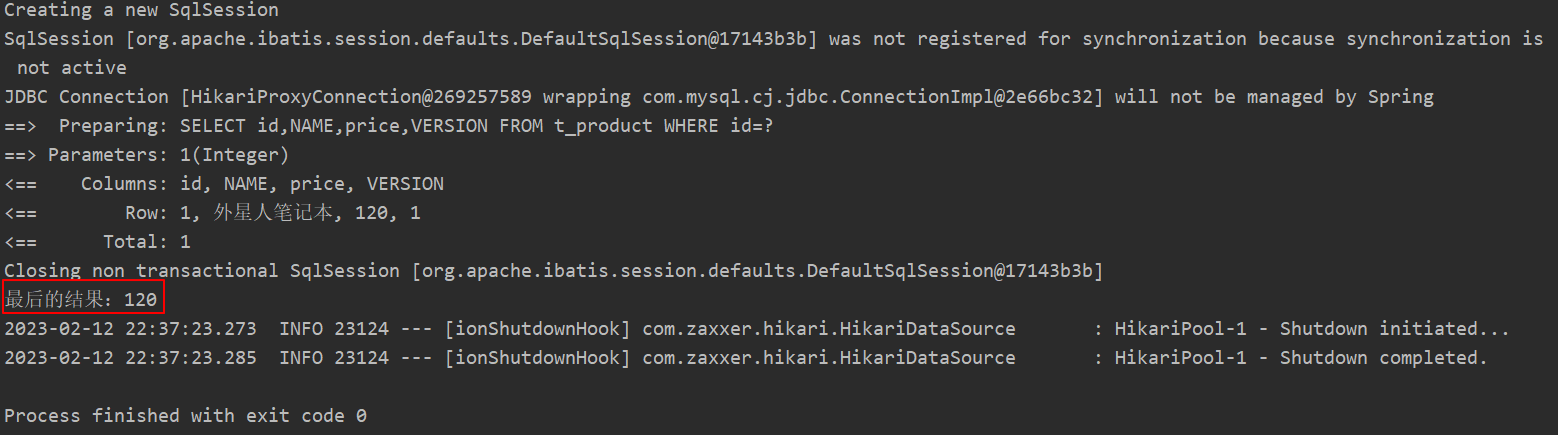 Creating a new SqlSession
SqlSession [org.apache.ibatis.session.defaults.DefaultSqlSession@17143b3b] was not registered for synchronization because synchronization is
 not active
JDBC Connection [HikariProxyConnection@269257589 wrapping com.mysql.cj.jdbc.ConnectionImpl@2e66bc32] will not be managed by Spring
==>  Preparing: SELECT id,NAME,price,VERSION FROM t_product WHERE id=?
==> Parameters: 1(Integer)
<==    Columns: id, NAME, price, VERSION
<==        Row: 1, 外星人笔记本, 120, 1
<==      Total: 1
Closing non transactional SqlSession [org.apache.ibatis.session.defaults.DefaultSqlSession@17143b3b]
最后的结果：120
2023-02-12 22:37:23.273  INFO 23124 --- [ionShutdownHook] com.zaxxer.hikari.HikariDataSource       : HikariPool-1 - Shutdown initiated...
2023-02-12 22:37:23.285  INFO 23124 --- [ionShutdownHook] com.zaxxer.hikari.HikariDataSource       : HikariPool-1 - Shutdown completed.
Process finished with exit code 0